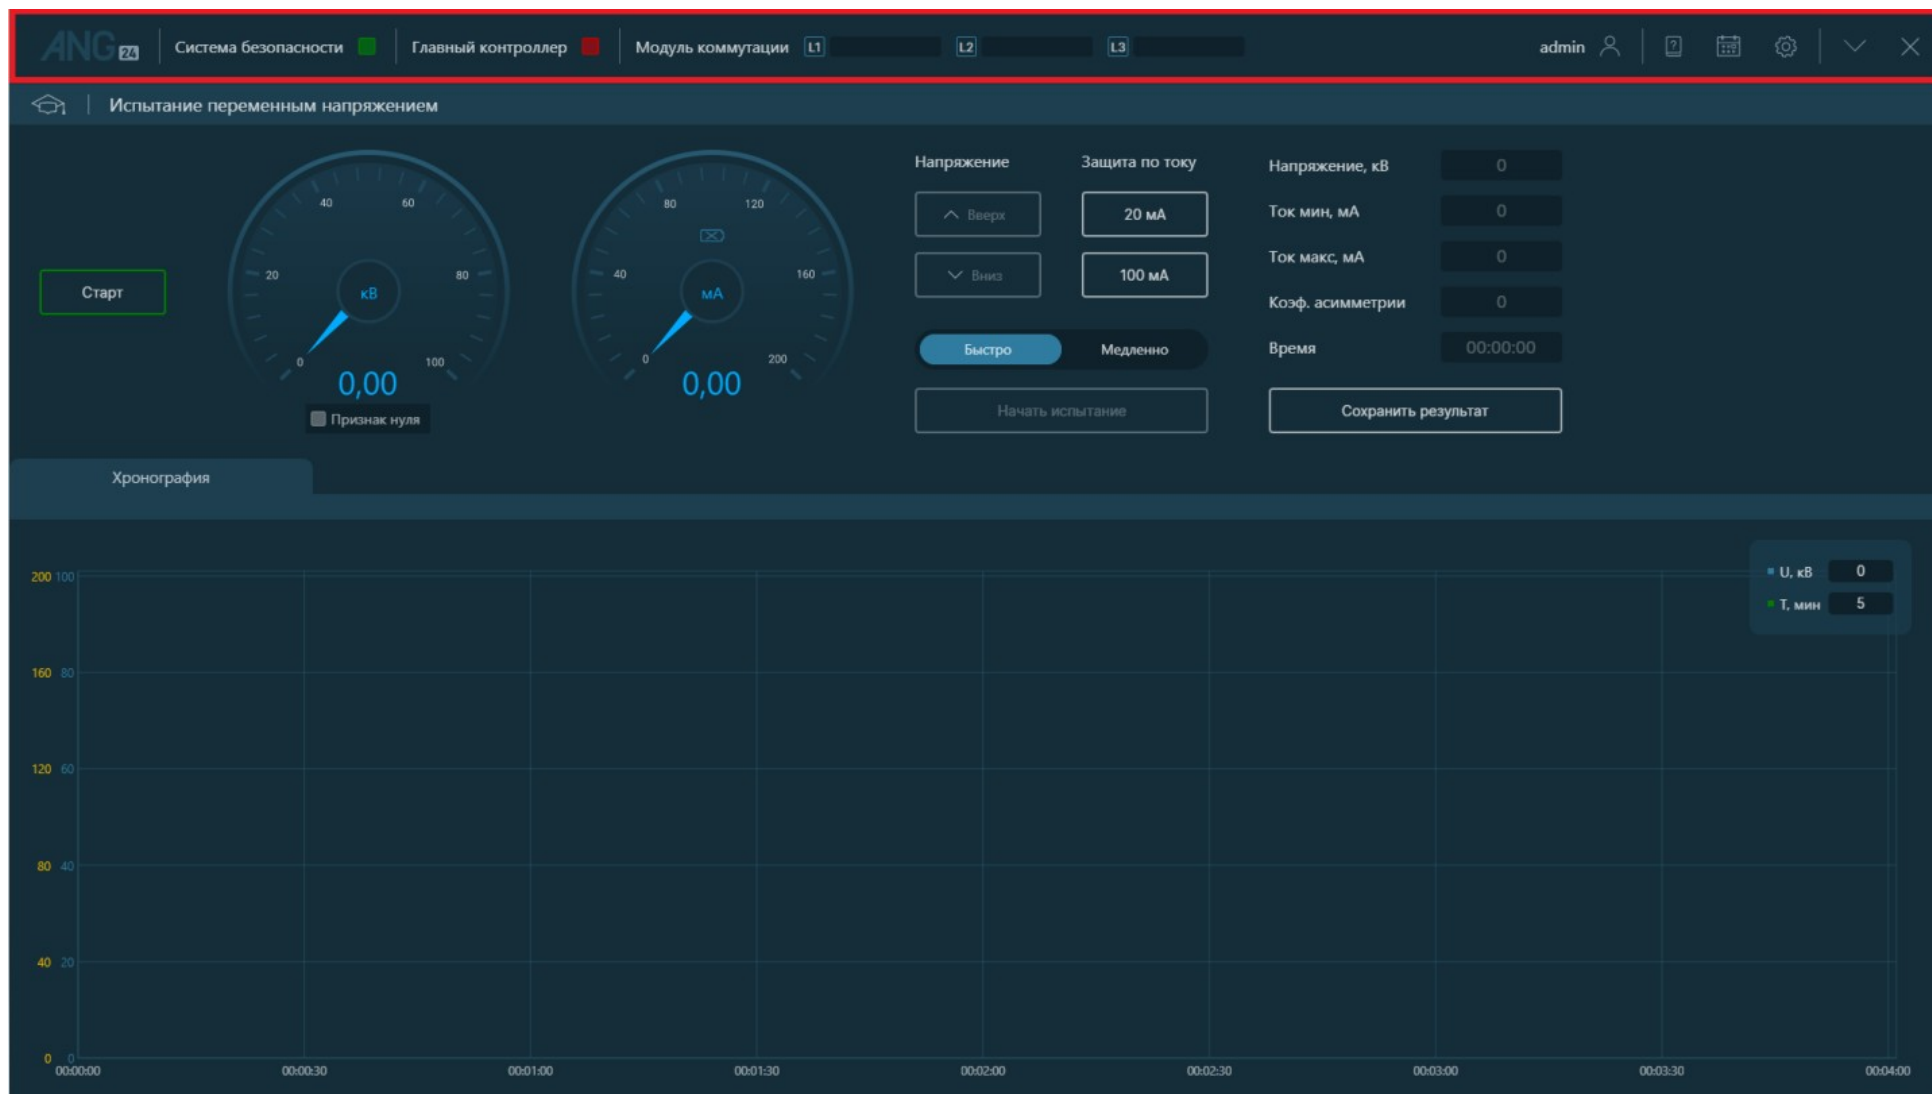 ANG 24 Система безопасности Главный контроллер Модуль коммутации L1 L2 L3 admin ?
Испытание переменным напряжением
Старт
40 60
20 80
кВ
0 100
0,00
Признак нуля
80 120
40 160
мА
0 200
0,00
Напряжение Защита по току
Вверх 20 мА
Вниз 100 мА
Быстро Медленно
Начать испытание
Напряжение, кВ 0
Ток мин, мА 0
Ток макс, мА 0
Коэф. асимметрии 0
Время 00:00:00
Сохранить результат
Хронография
U, кВ 0
T, мин 5
200 100
160 80
120 60
80 40
40 20
0 0
00:00:00 00:00:30 00:01:00 00:01:30 00:02:00 00:02:30 00:03:00 00:03:30 00:04:00